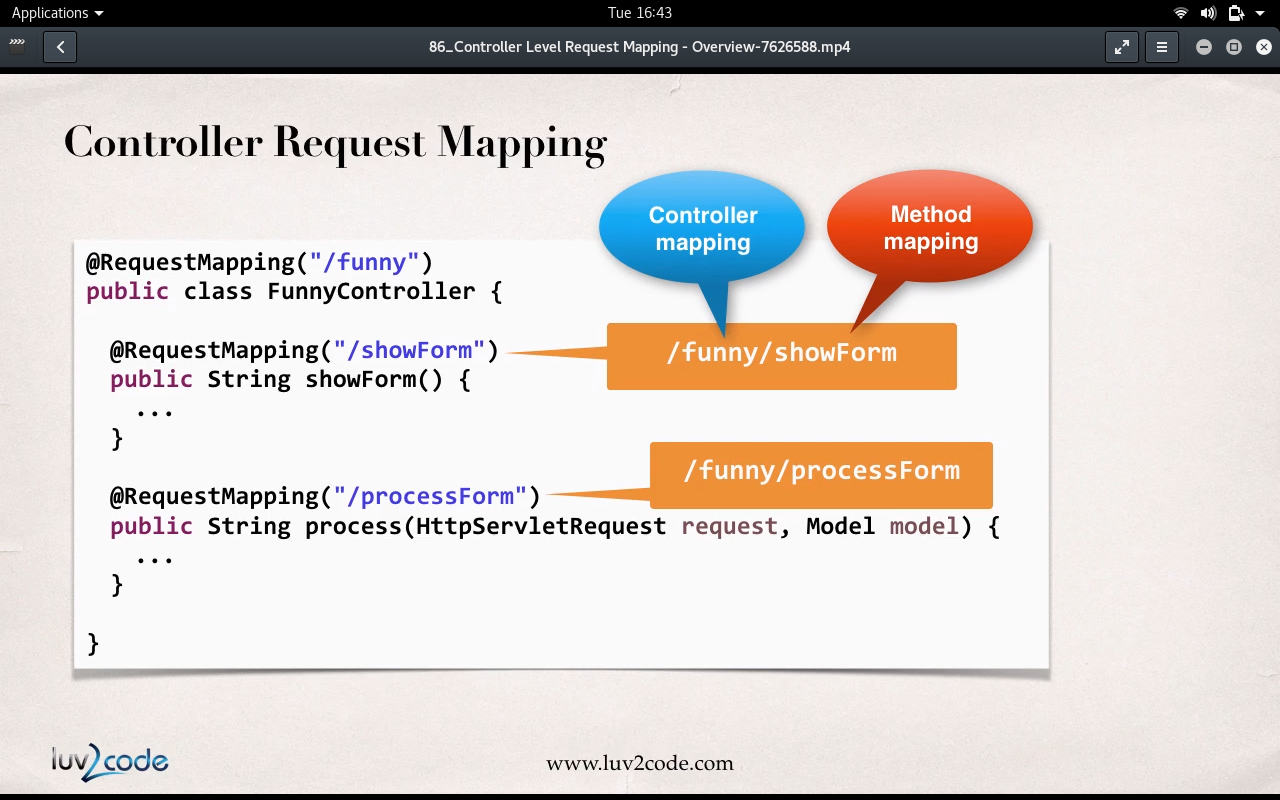 Applications
Tue 16:43
86_Controller Level Request Mapping - Overview-7626588.mp4
Controller Request Mapping
Controller
mapping
Method
mapping
@RequestMapping("/funny")
public class FunnyController {
@RequestMapping("/showForm")
/funny/showForm
public String showForm() {
...
}
/funny/processForm
@RequestMapping("/processForm")
public String process(HttpServletRequest request, Model model) {
...
}
}
luv2code
www.luv2code.com